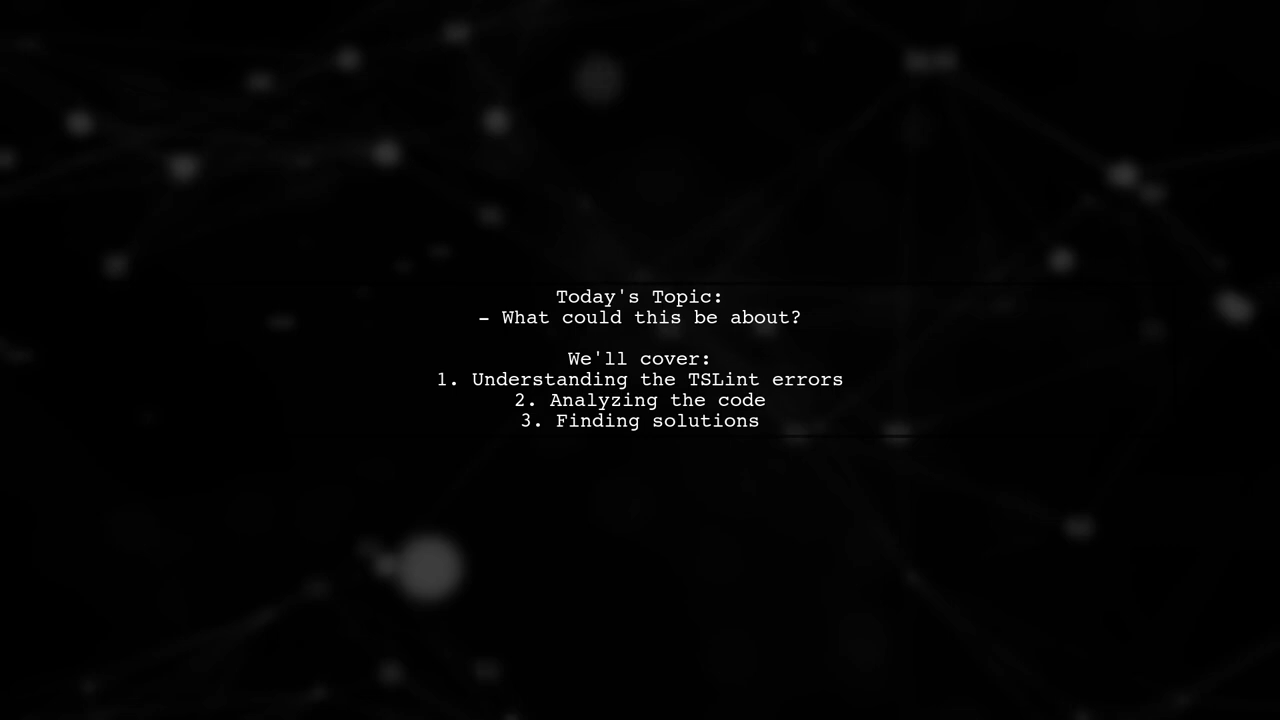 Today's Topic:
– What could this be about?
We'll cover:
1. Understanding the TSLint errors
2. Analyzing the code
3. Finding solutions